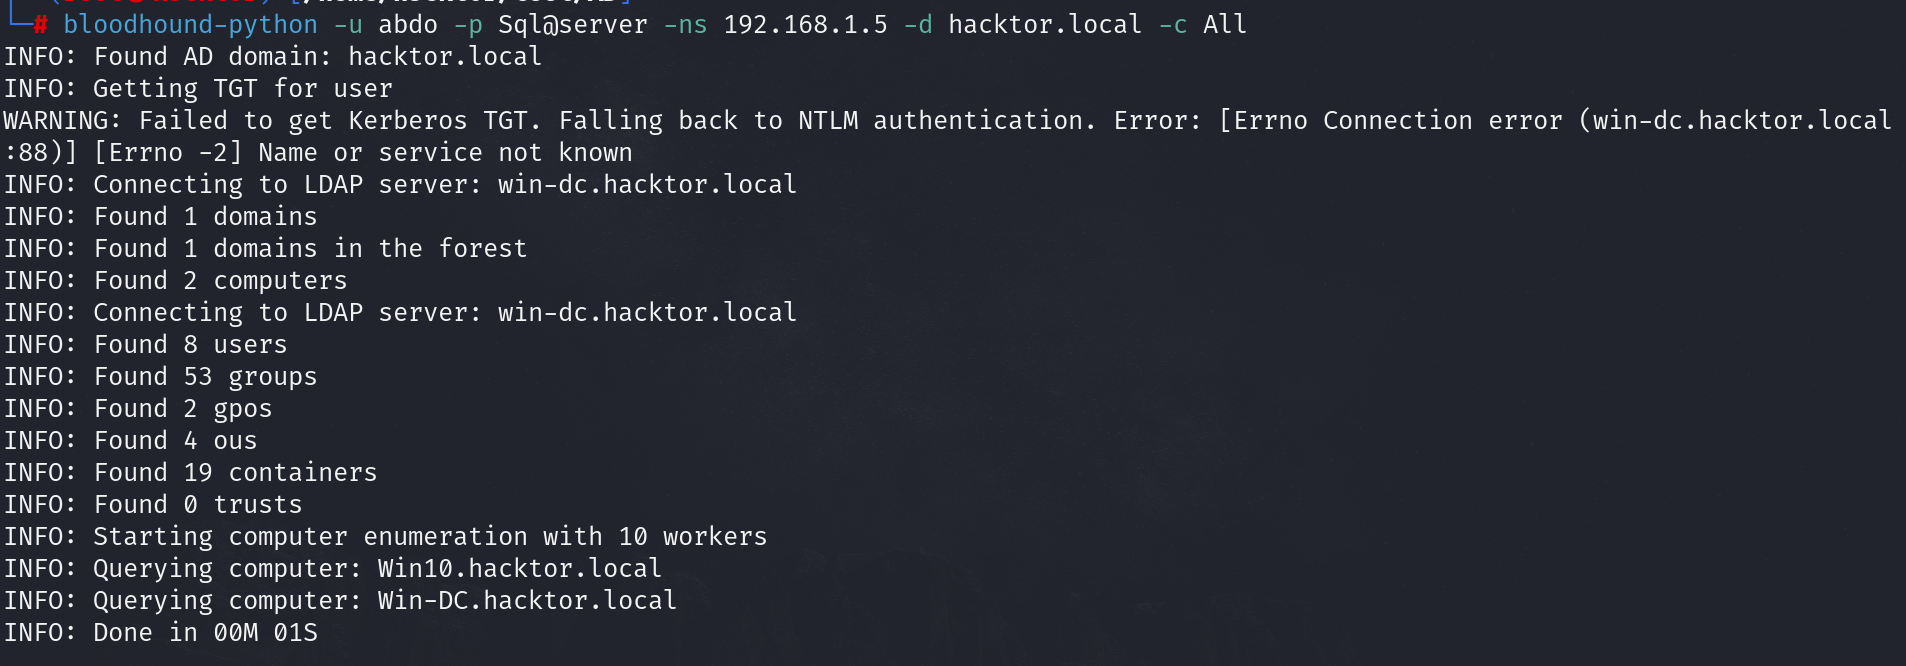 └─# bloodhound-python -u abdo -p Sql@server -ns 192.168.1.5 -d hacktor.local -c All
INFO: Found AD domain: hacktor.local
INFO: Getting TGT for user
WARNING: Failed to get Kerberos TGT. Falling back to NTLM authentication. Error: [Errno Connection error (win-dc.hacktor.local
:88)] [Errno -2] Name or service not known
INFO: Connecting to LDAP server: win-dc.hacktor.local
INFO: Found 1 domains
INFO: Found 1 domains in the forest
INFO: Found 2 computers
INFO: Connecting to LDAP server: win-dc.hacktor.local
INFO: Found 8 users
INFO: Found 53 groups
INFO: Found 2 gpos
INFO: Found 4 ous
INFO: Found 19 containers
INFO: Found 0 trusts
INFO: Starting computer enumeration with 10 workers
INFO: Querying computer: Win10.hacktor.local
INFO: Querying computer: Win-DC.hacktor.local
INFO: Done in 00M 01S